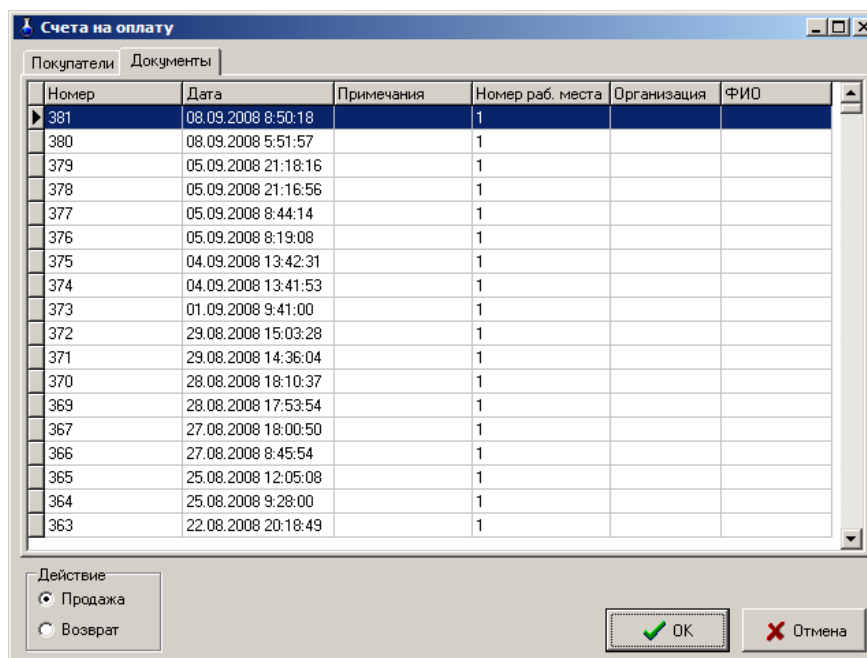 Счета на оплату
Покупатели Документы
Номер Дата Примечания Номер раб. места Организация ФИО
381 08.09.2008 8:50:18 1
380 08.09.2008 5:51:57 1
379 05.09.2008 21:18:16 1
378 05.09.2008 21:16:56 1
377 05.09.2008 8:44:14 1
376 05.09.2008 8:19:08 1
375 04.09.2008 13:42:31 1
374 04.09.2008 13:41:53 1
373 01.09.2008 9:41:00 1
372 29.08.2008 15:03:28 1
371 29.08.2008 14:36:04 1
370 28.08.2008 18:10:37 1
369 28.08.2008 17:53:54 1
367 27.08.2008 18:00:50 1
366 27.08.2008 8:45:54 1
365 25.08.2008 12:05:08 1
364 25.08.2008 9:28:00 1
363 22.08.2008 20:18:49 1
Действие
Продажа
Возврат
OK Отмена